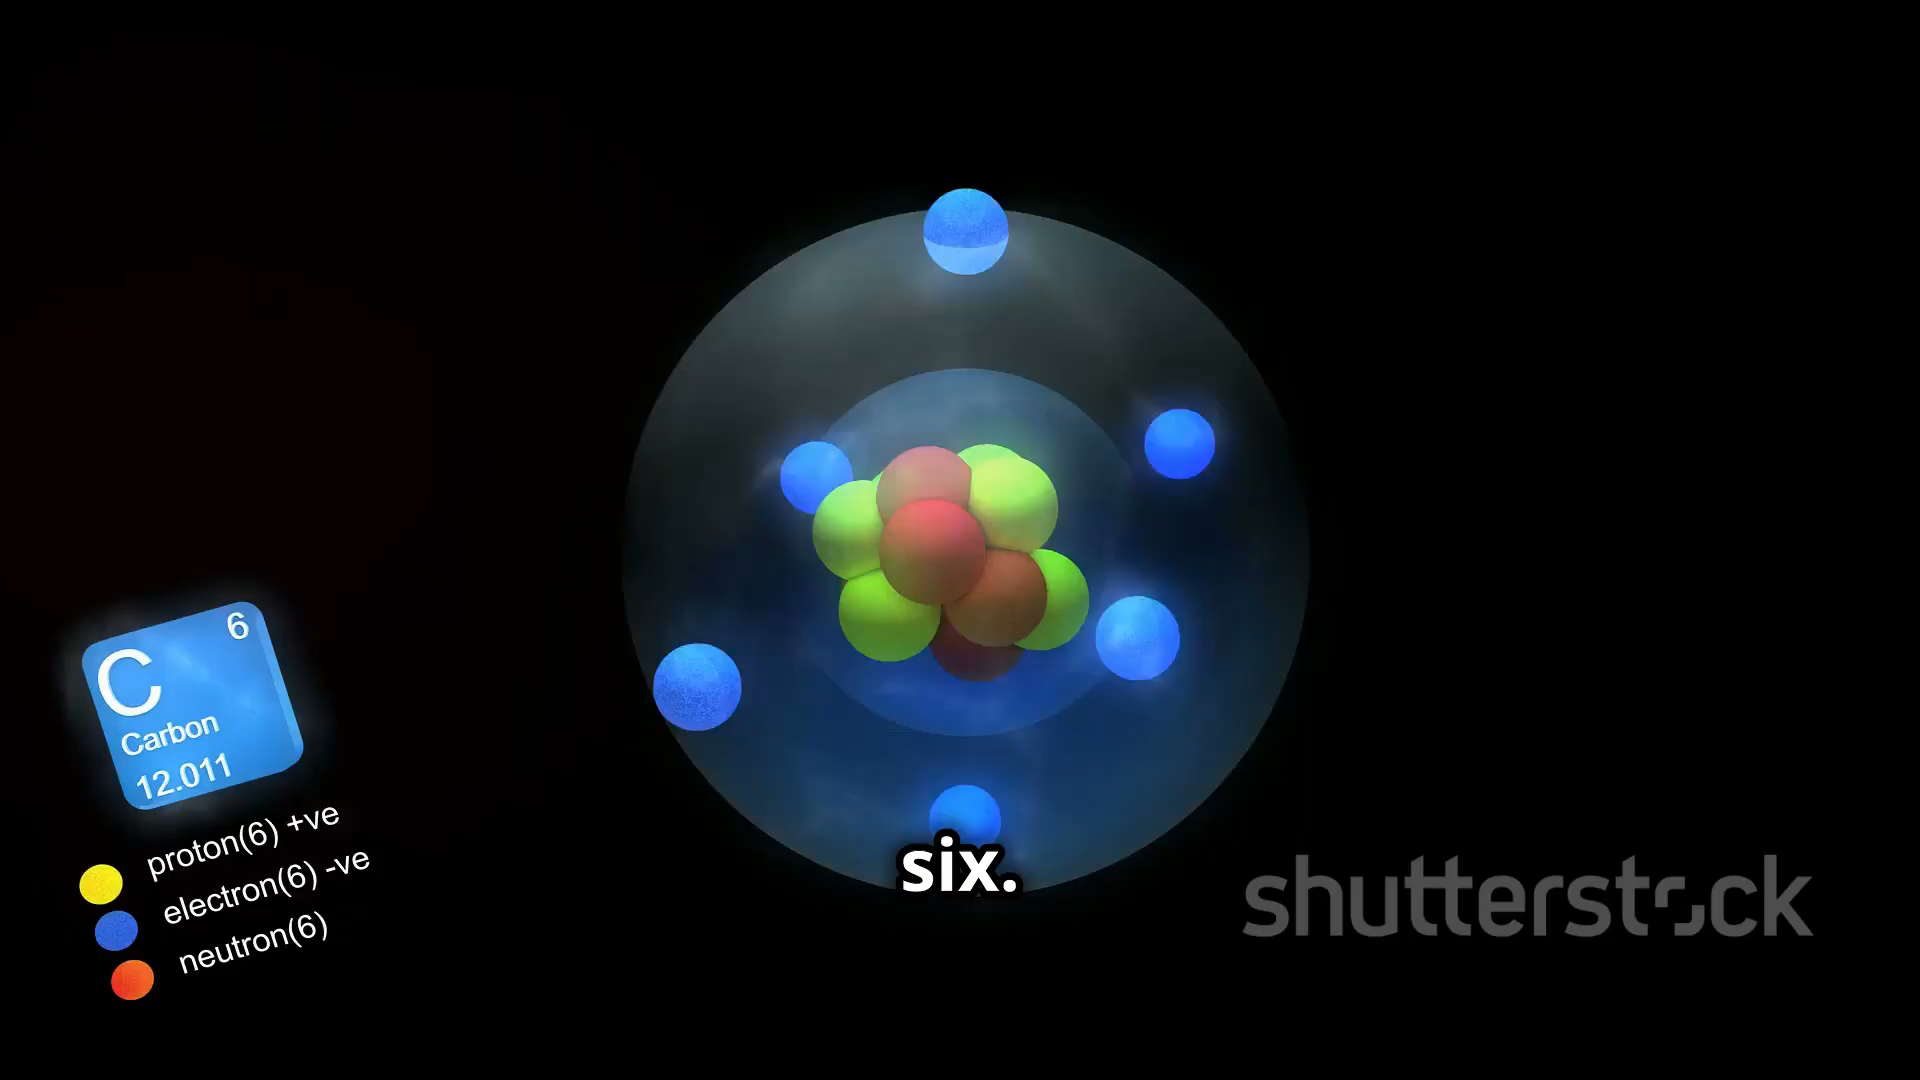 6
C
Carbon
12.011
proton(6) +ve
electron(6) -ve
neutron(6)
six.
shutterstock